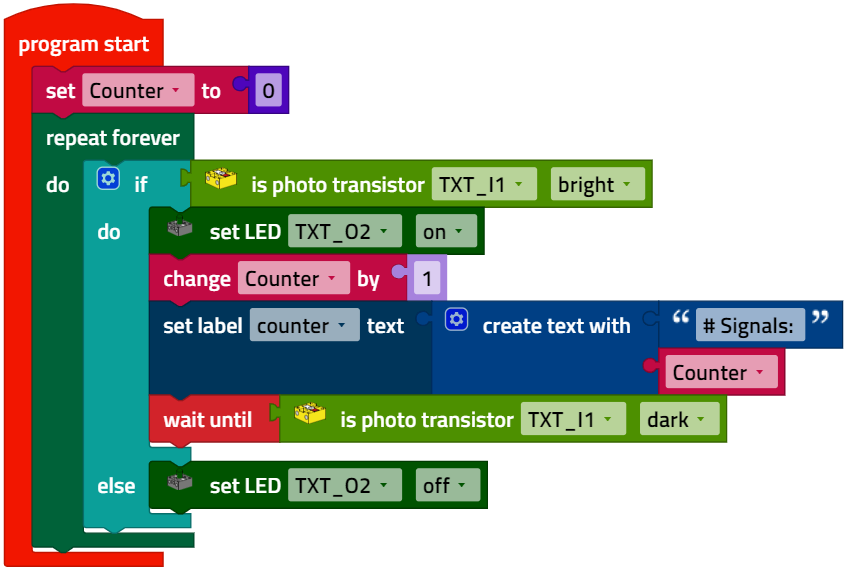 program start
set Counter to 0
repeat forever
do if is photo transistor TXT_I1 bright
do set LED TXT_O2 on
change Counter by 1
set label counter text create text with “ # Signals: ”
Counter
wait until is photo transistor TXT_I1 dark
else set LED TXT_O2 off